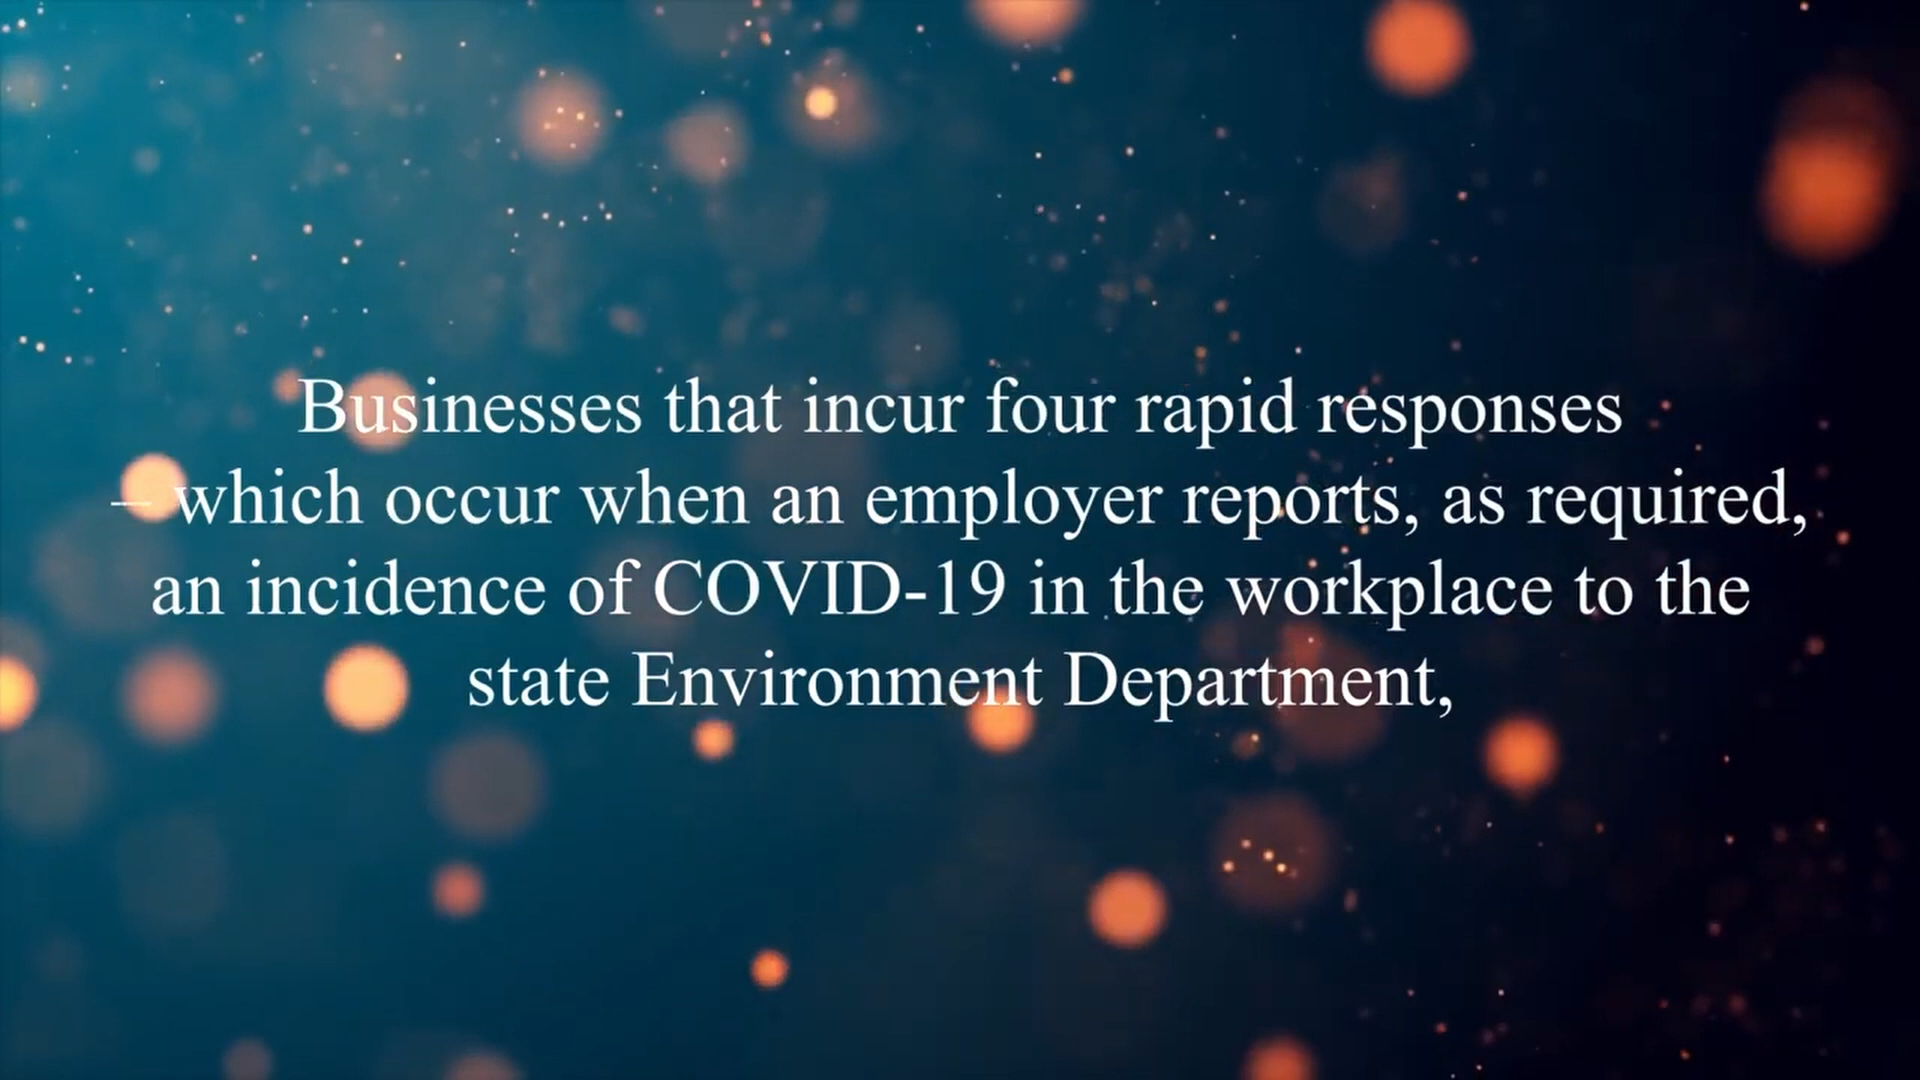 Businesses that incur four rapid responses
– which occur when an employer reports, as required,
an incidence of COVID-19 in the workplace to the
state Environment Department,